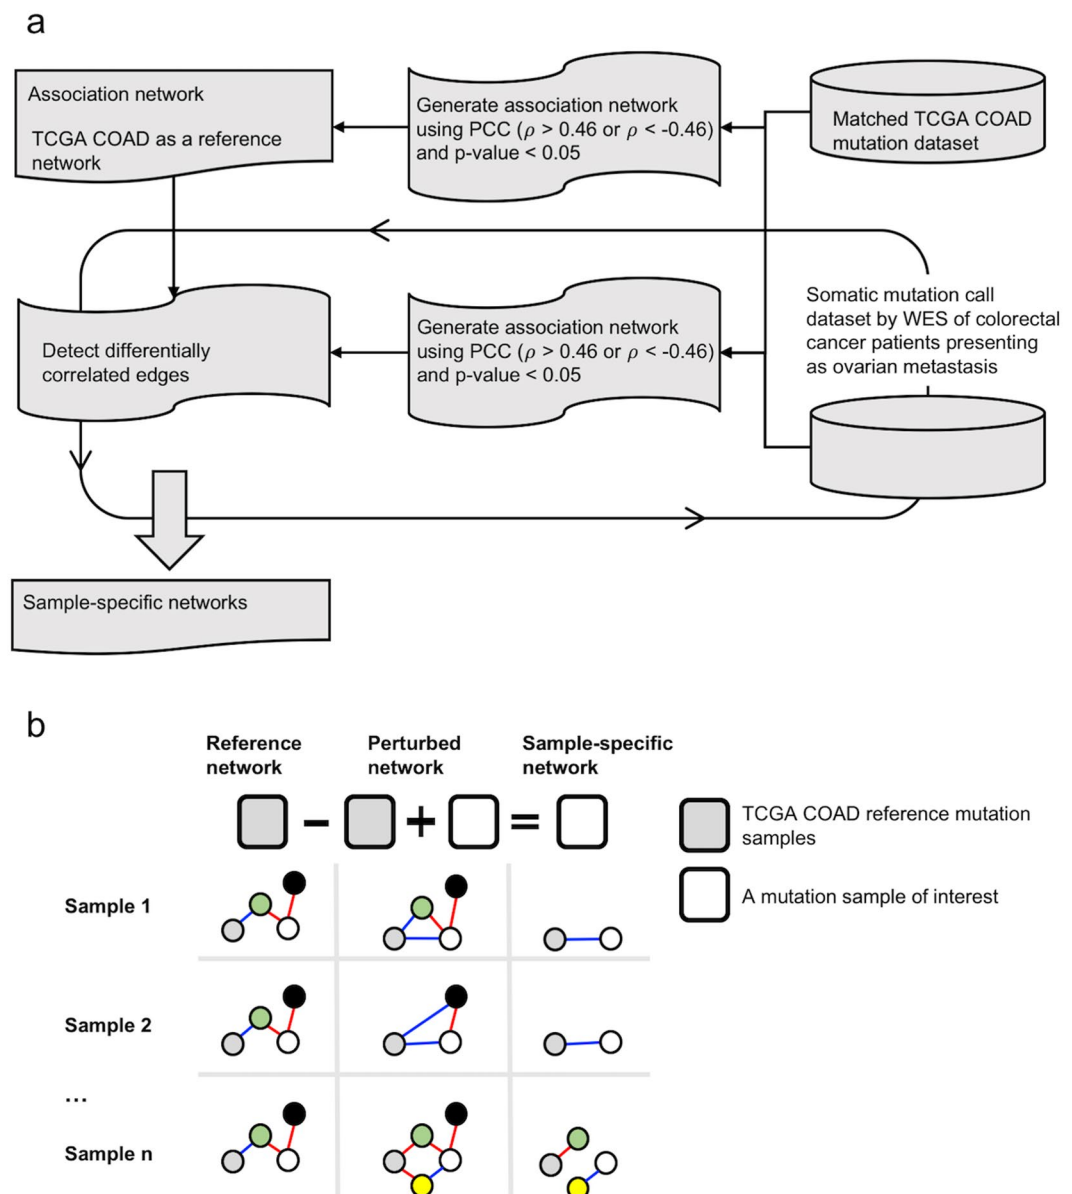 a
Association network
TCGA COAD as a reference
network
Generate association network
using PCC (ρ > 0.46 or ρ < -0.46)
and p-value < 0.05
Matched TCGA COAD
mutation dataset
Detect differentially
correlated edges
Generate association network
using PCC (ρ > 0.46 or ρ < -0.46)
and p-value < 0.05
Somatic mutation call
dataset by WES of colorectal
cancer patients presenting
as ovarian metastasis
Sample-specific networks
b
Reference
network
Perturbed
network
Sample-specific
network
− + =
TCGA COAD reference mutation
samples
A mutation sample of interest
Sample 1
Sample 2
...
Sample n